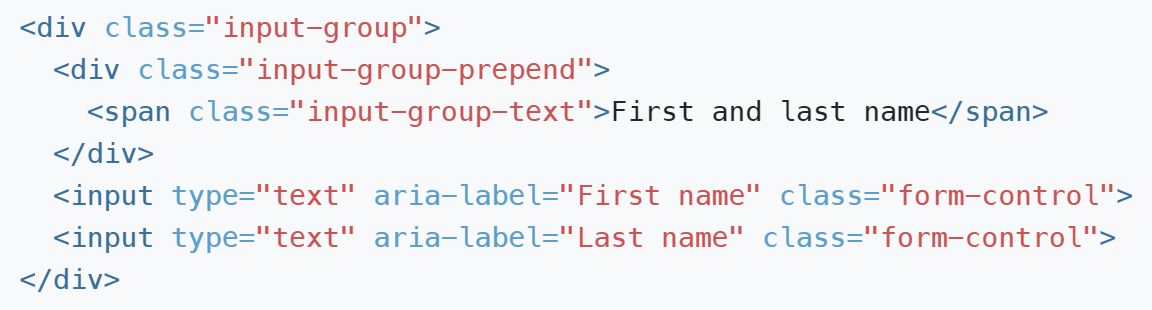 <div class="input-group">
  <div class="input-group-prepend">
    <span class="input-group-text">First and last name</span>
  </div>
  <input type="text" aria-label="First name" class="form-control">
  <input type="text" aria-label="Last name" class="form-control">
</div>